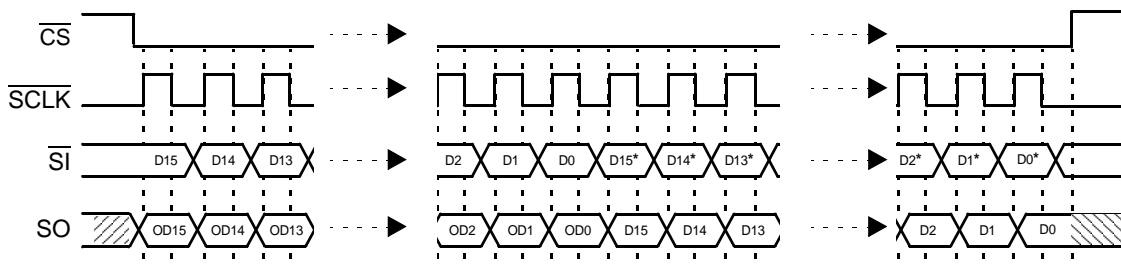 CS
SCLK
SI D15 D14 D13 D2 D1 D0 D15* D14* D13* D2* D1* D0*
SO OD15 OD14 OD13 OD2 OD1 OD0 D15 D14 D13 D2 D1 D0